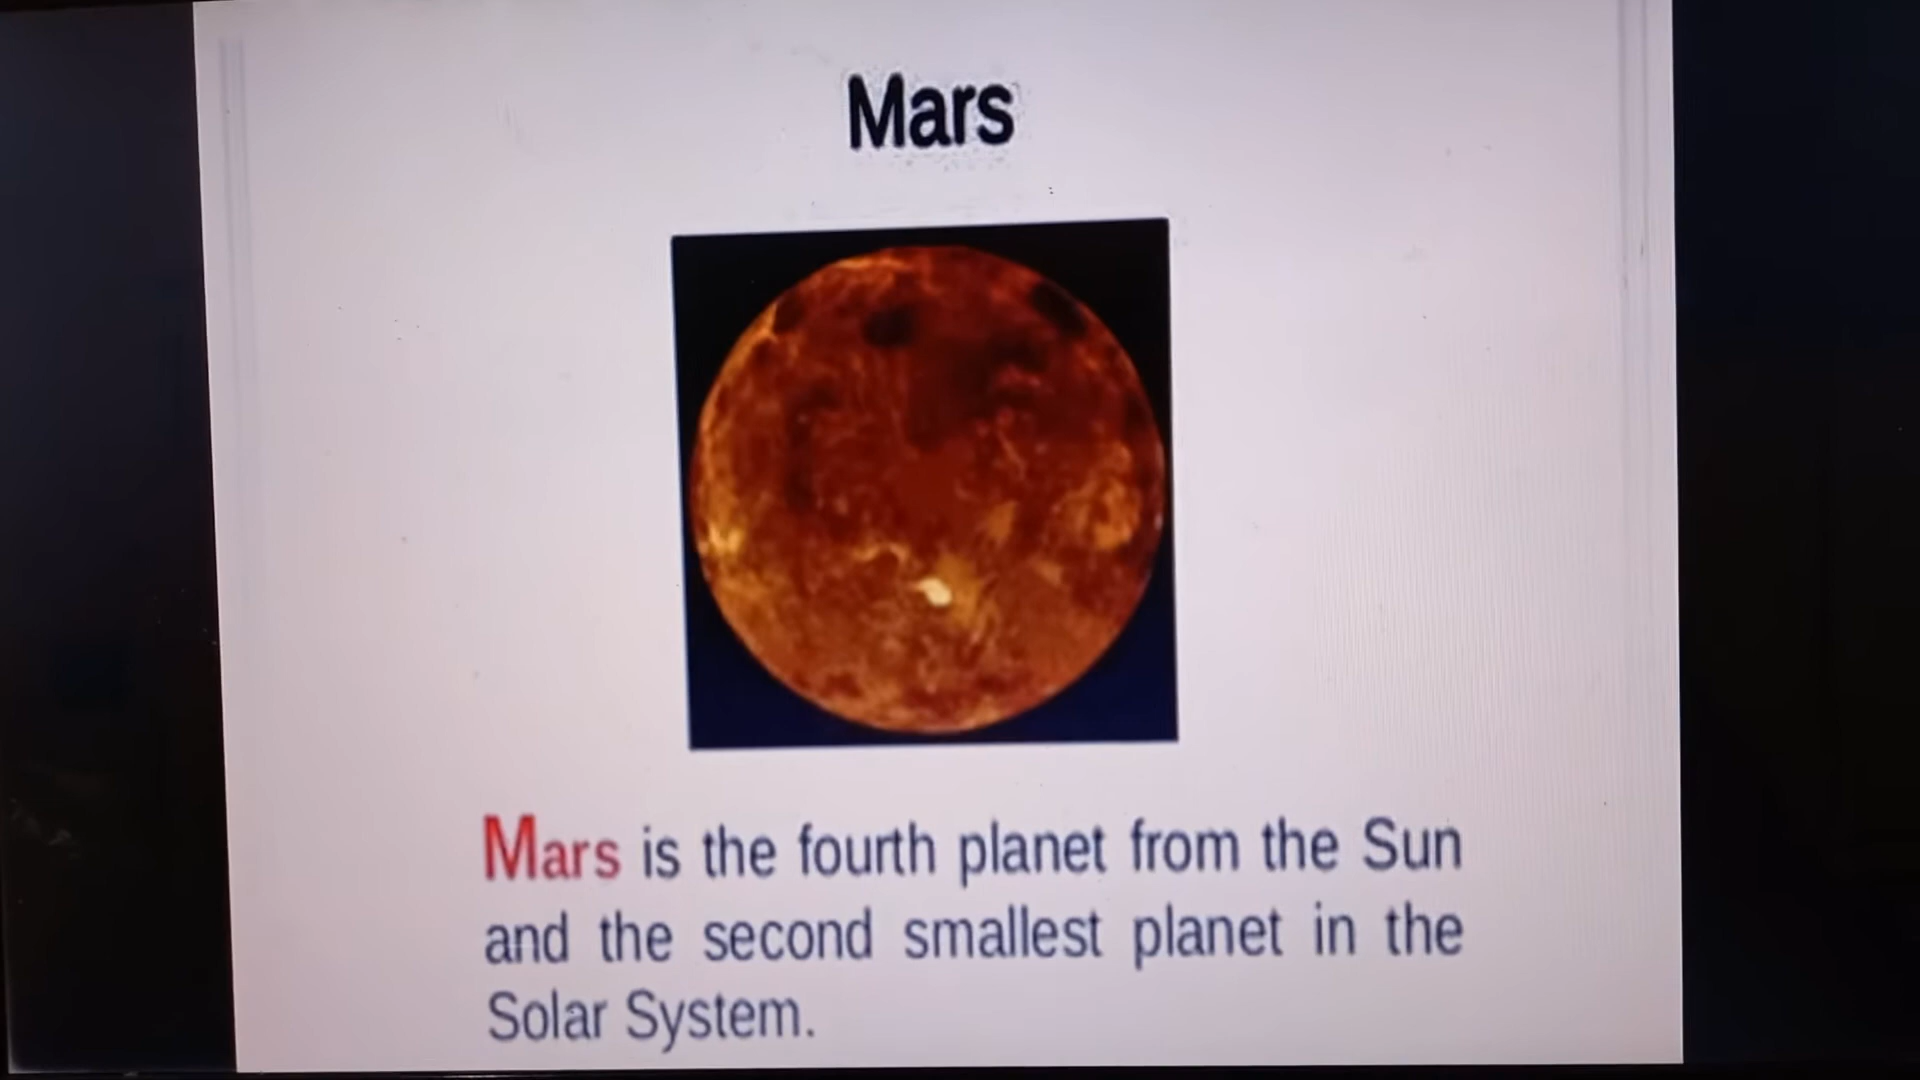 Mars
Mars is the fourth planet from the Sun
and the second smallest planet in the
Solar System.